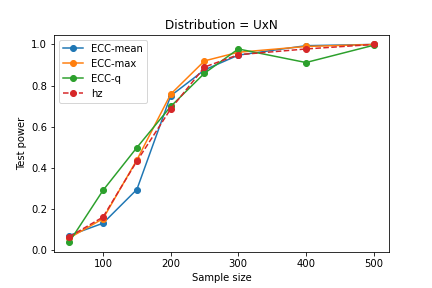 Distribution = UxN
ECC-mean
ECC-max
ECC-q
hz
Test power
1.0
0.8
0.6
0.4
0.2
0.0
100 200 300 400 500
Sample size